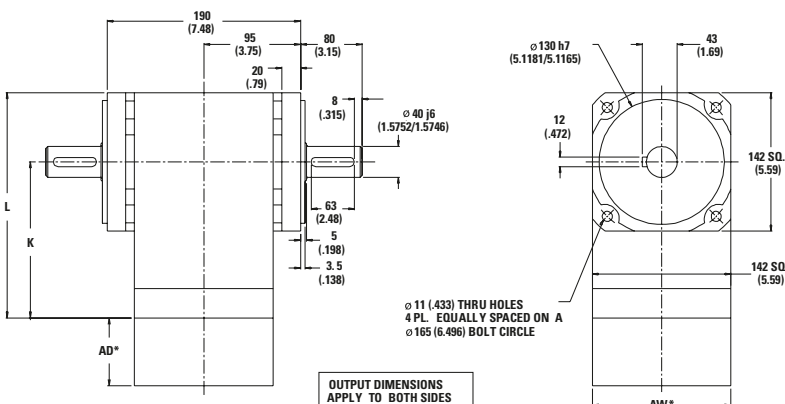 190
(7.48)
95
(3.75)
80
(3.15)
20
(.79)
8
(.315)
Ø 40 j6
(1.5752/1.5746)
L
K
63
(2.48)
5
(.198)
3. 5
(.138)
AD*
OUTPUT DIMENSIONS
APPLY TO BOTH SIDES
Ø 130 h7
(5.1181/5.1165)
43
(1.69)
12
(.472)
142 SQ.
(5.59)
142 SQ
(5.59)
Ø 11 (.433) THRU HOLES
4 PL. EQUALLY SPACED ON A
Ø 165 (6.496) BOLT CIRCLE
AW*